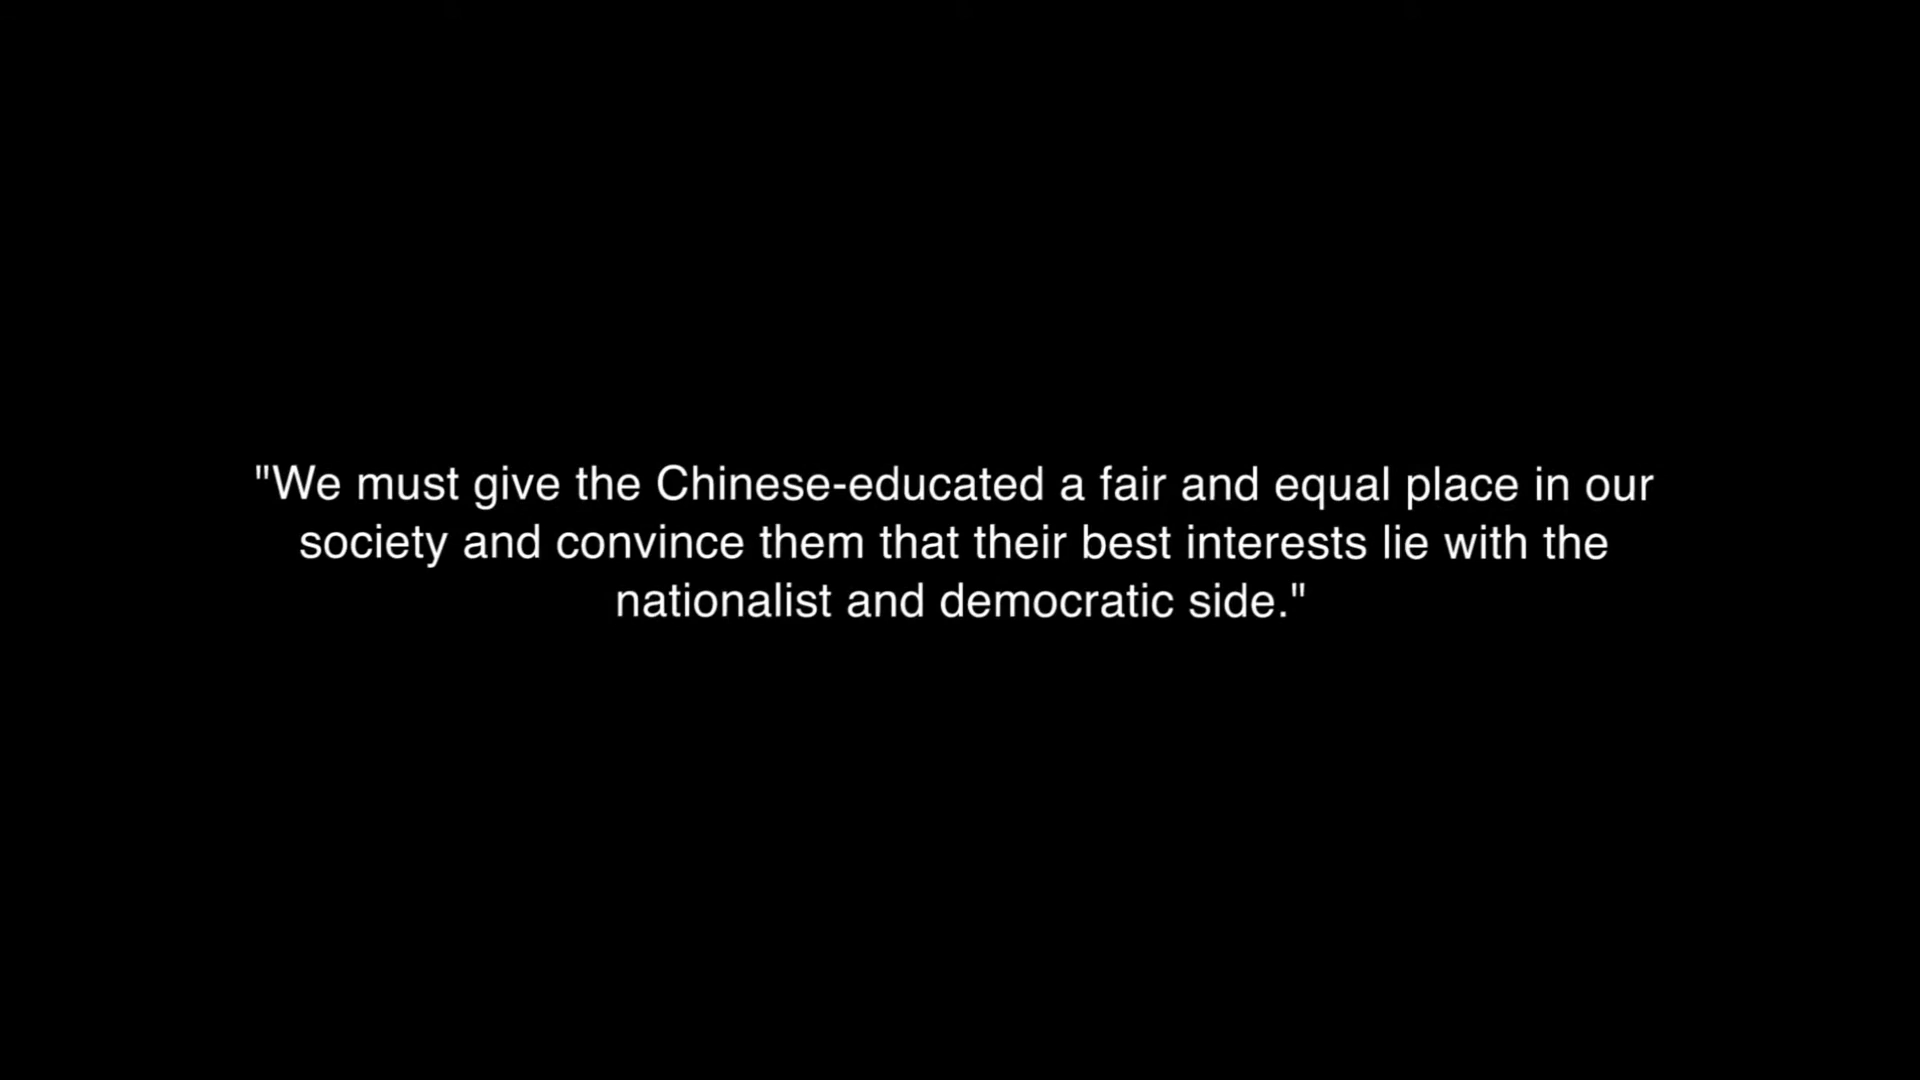 "We must give the Chinese-educated a fair and equal place in our
society and convince them that their best interests lie with the
nationalist and democratic side."